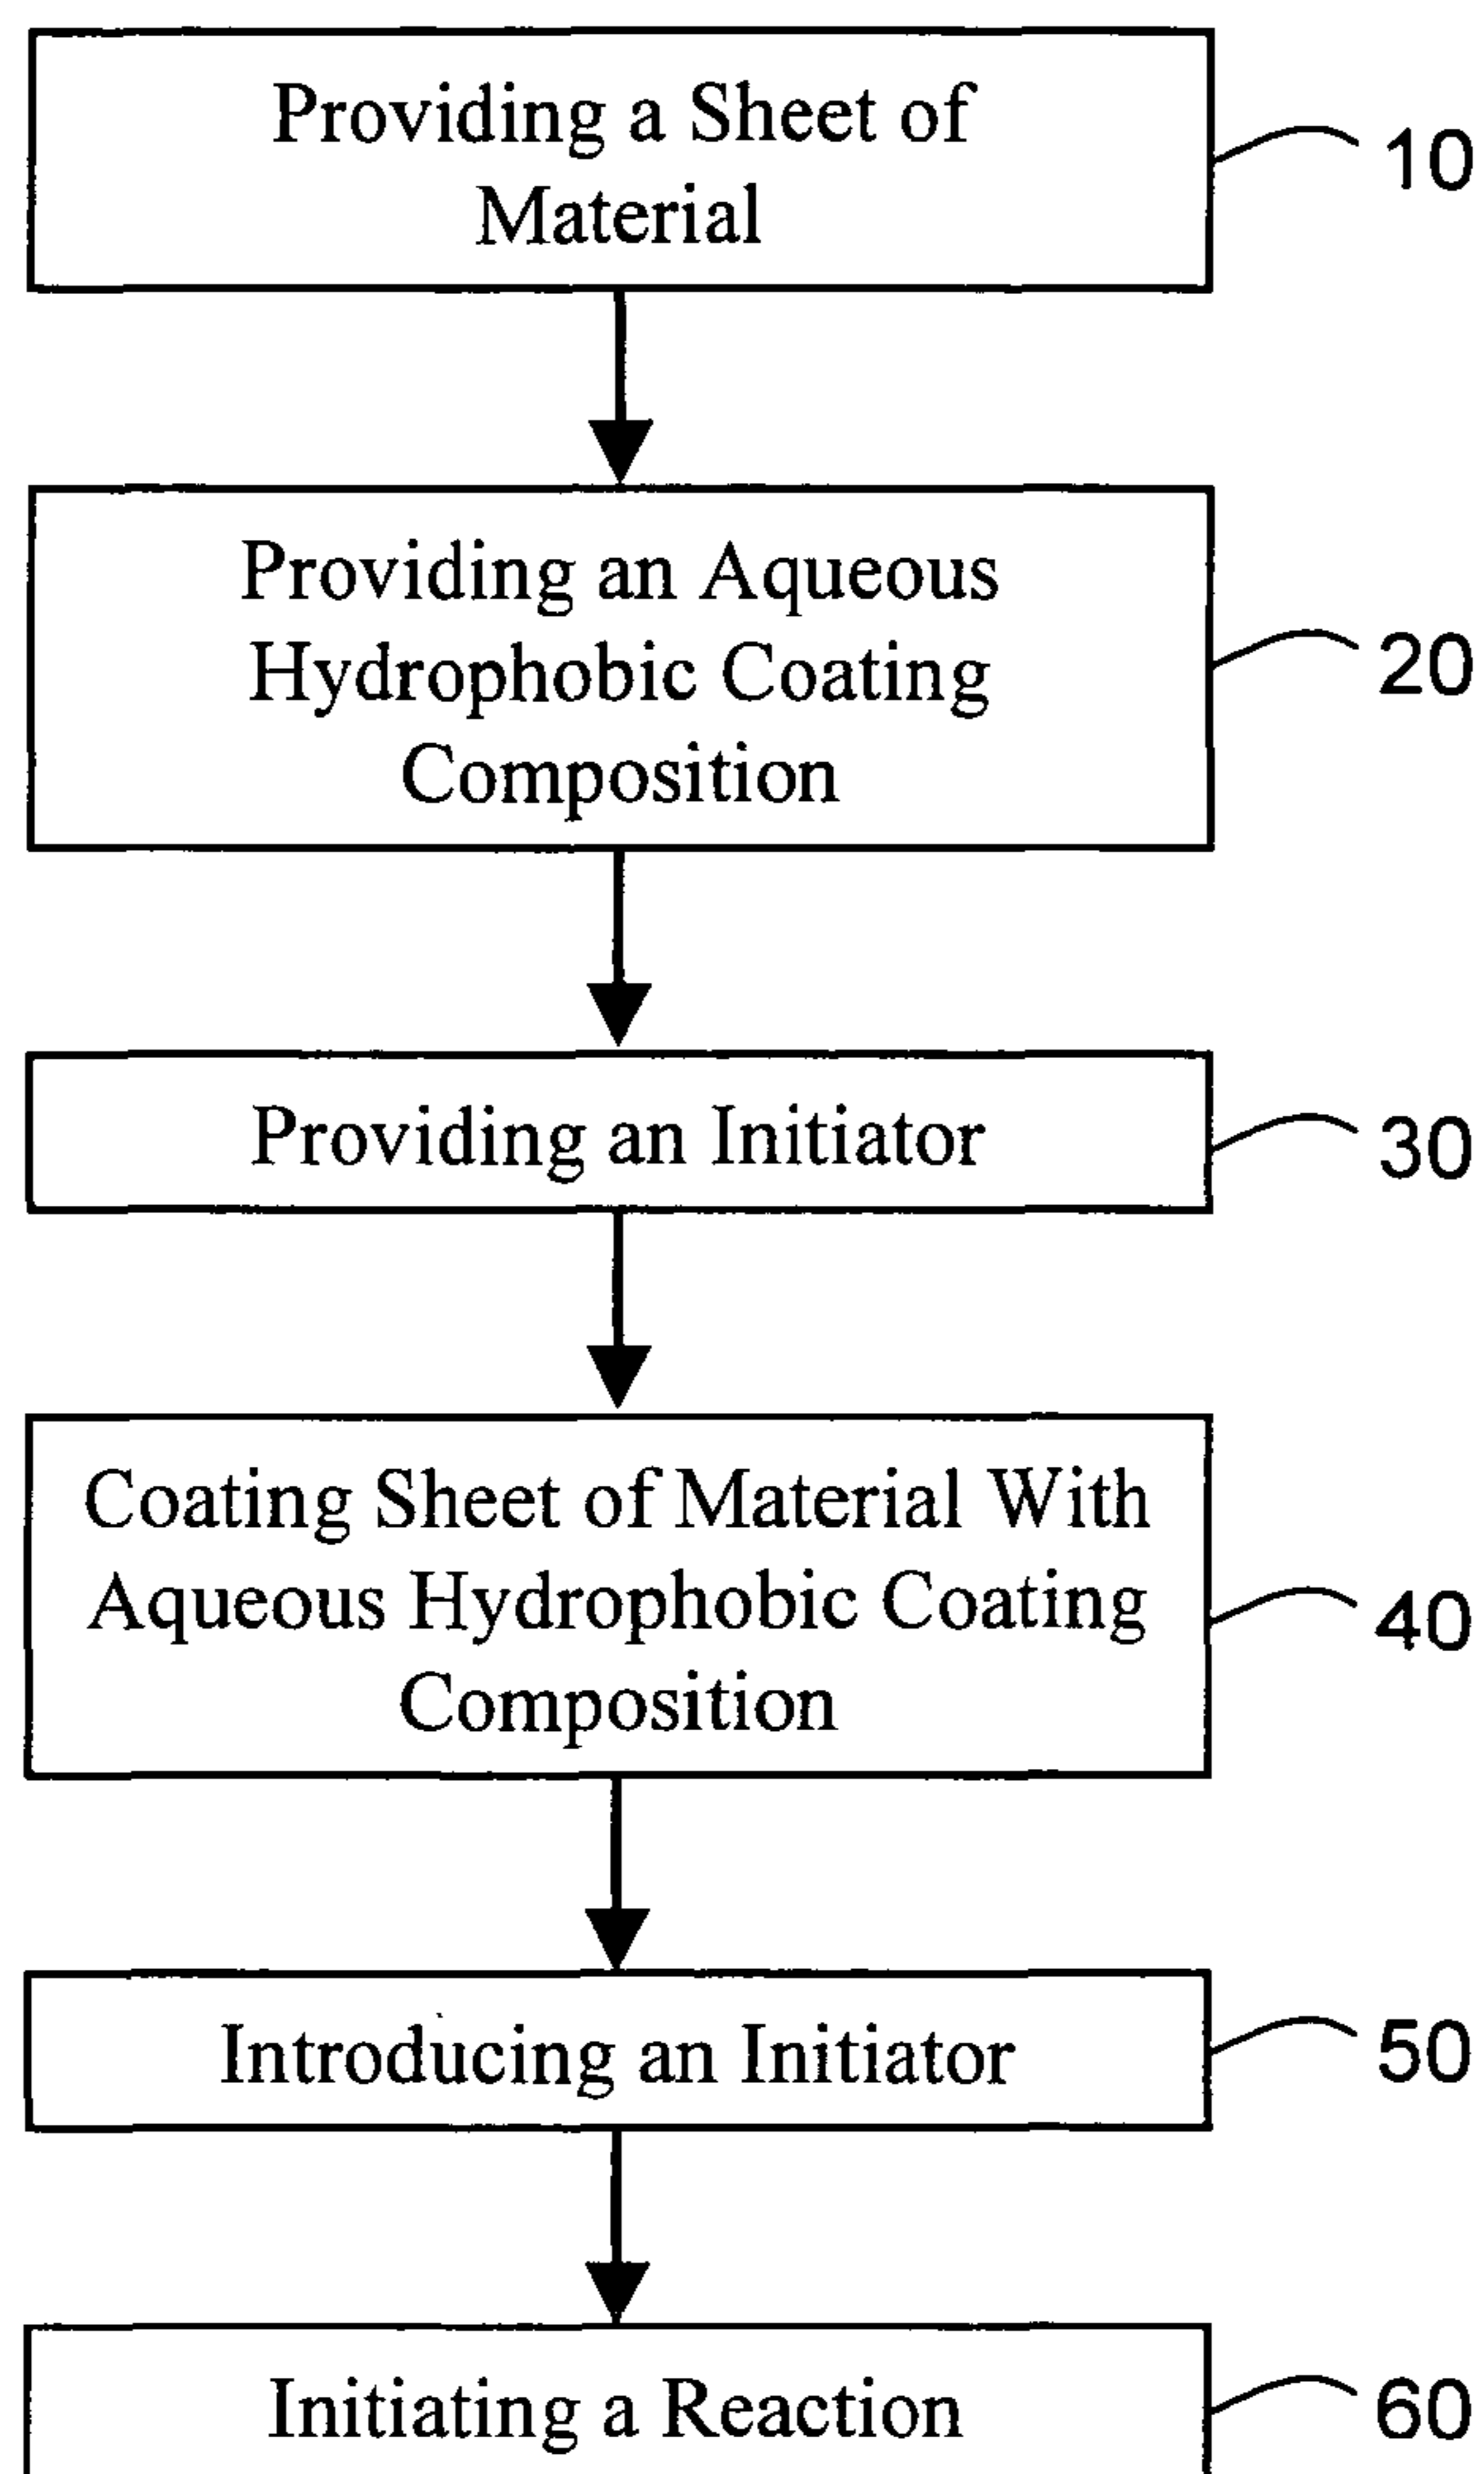 Providing a Sheet of
Material
10
Providing an Aqueous
Hydrophobic Coating
Composition
20
Providing an Initiator
30
Coating Sheet of Material With
Aqueous Hydrophobic Coating
Composition
40
Introducing an Initiator
50
Initiating a Reaction
60